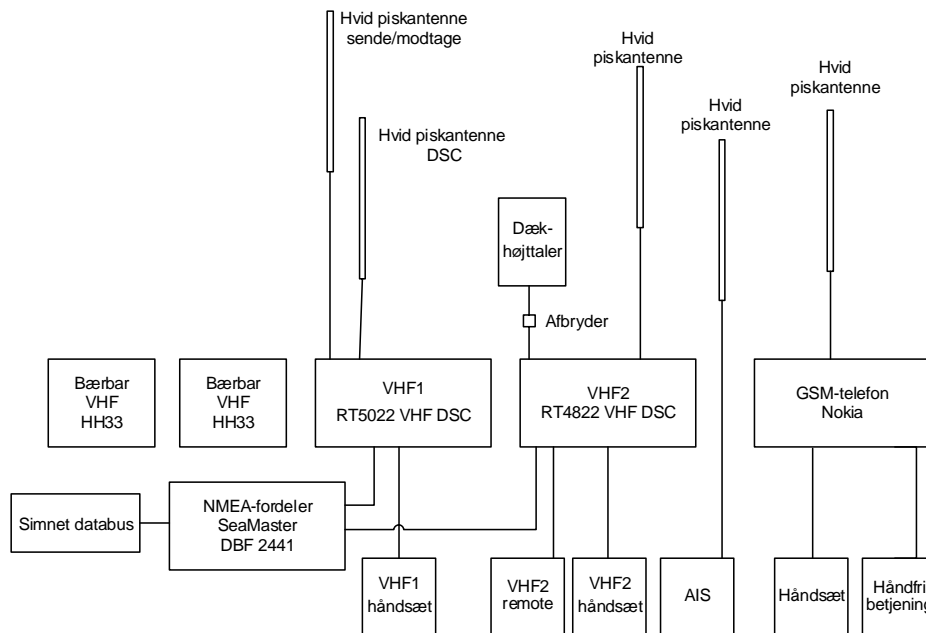 Hvid piskantenne
sende/modtage
Hvid piskantenne
DSC
Hvid
piskantenne
Hvid
piskantenne
Hvid
piskantenne
Dæk-
højttaler
Afbryder
Bærbar
VHF
HH33
Bærbar
VHF
HH33
VHF1
RT5022 VHF DSC
VHF2
RT4822 VHF DSC
GSM-telefon
Nokia
Simnet databus
NMEA-fordeler
SeaMaster
DBF 2441
VHF1
håndsæt
VHF2
remote
VHF2
håndsæt
AIS
Håndsæt
Håndfri
betjening